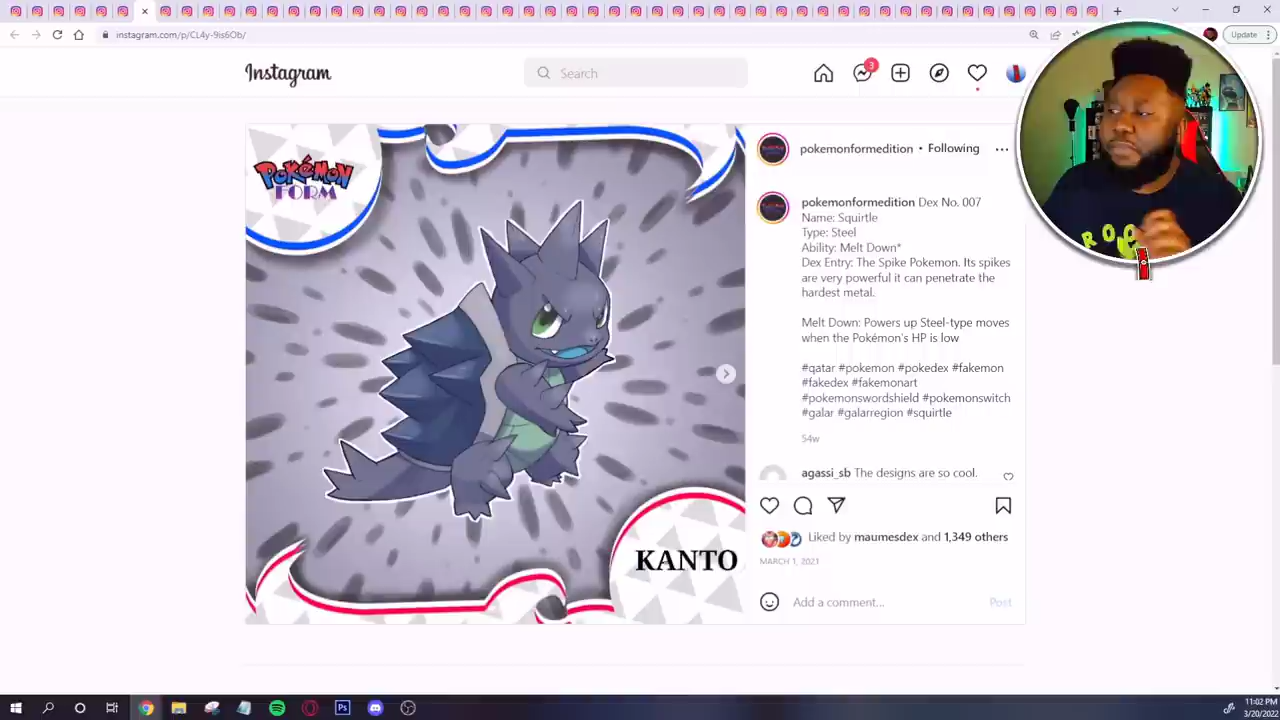 instagram.com/p/CL4y-9is6Ob/
Update
Instagram
Search
3
POKéMON
FORM
KANTO
pokemonformedition • Following
pokemonformedition Dex No. 007
Name: Squirtle
Type: Steel
Ability: Melt Down*
Dex Entry: The Spike Pokemon. Its spikes
are very powerful it can penetrate the
hardest metal.
Melt Down: Powers up Steel-type moves
when the Pokémon's HP is low
#qatar #pokemon #pokedex #fakemon
#fakedex #fakemonart
#pokemonswordshield #pokemonswitch
#galar #galarregion #squirtle
54w
agassi_sb The designs are so cool.
Liked by maumesdex and 1,349 others
MARCH 1, 2021
Add a comment...
Post
11:02 PM
3/20/2022